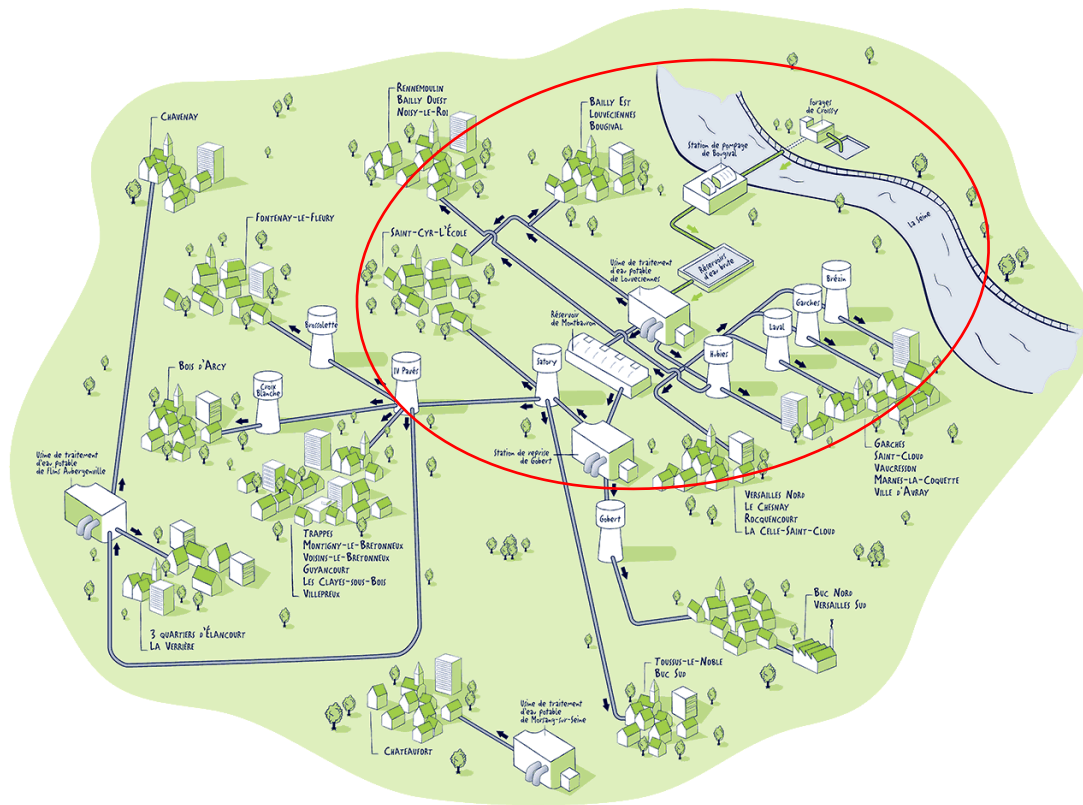 Rennemoulin
Bailly Ouest
Noisy-le-Roi
Bailly Est
Louveciennes
Bougival
Forages
de Croissy
Chavenay
Station de pompage
de Bougival
La Seine
Fontenay-le-Fleury
Saint-Cyr-L'École
Usine de traitement
d'eau potable
de Louveciennes
Réservoirs
d'eau brute
Brézin
Garches
Laval
Hubies
Réservoir
de Montbauron
Brossolette
Satory
IV Pavés
Bois d'Arcy
Croix
Blanche
Station de reprise
de Gobert
Garches
Saint-Cloud
Vaucresson
Marnes-la-Coquette
Ville d'Avray
Usine de traitement
d'eau potable
de Flins Aubergenville
Versailles Nord
Le Chesnay
Rocquencourt
La Celle-Saint-Cloud
Gobert
Trappes
Montigny-le-Bretonneux
Voisins-le-Bretonneux
Guyancourt
Les Clayes-sous-Bois
Villepreux
Buc Nord
Versailles Sud
3 quartiers d'Élancourt
La Verrière
Toussus-le-Noble
Buc Sud
Usine de traitement
d'eau potable
de Morsang-sur-Seine
Chateaufort